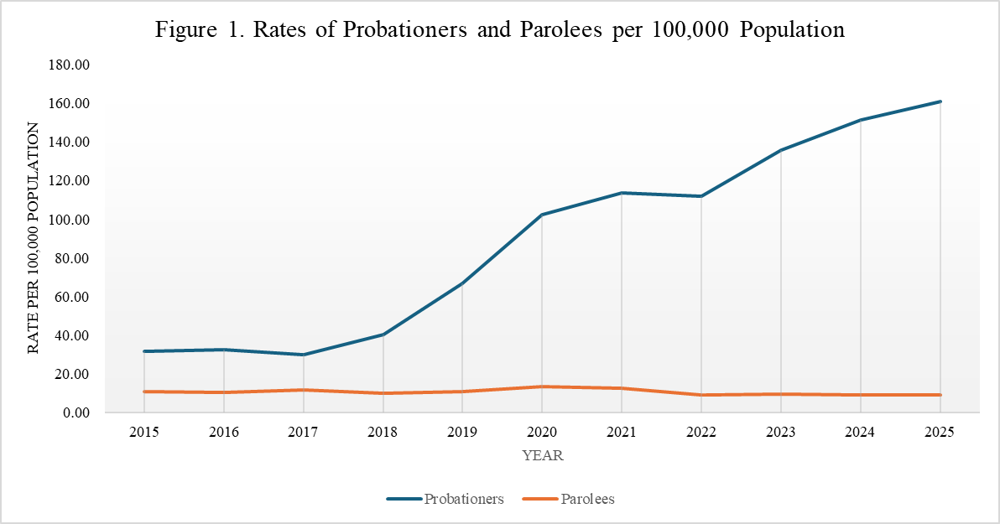 Figure 1. Rates of Probationers and Parolees per 100,000 Population
180.00
160.00
140.00
120.00
100.00
80.00
60.00
40.00
20.00
0.00
RATE PER 100,000 POPULATION
2015 2016 2017 2018 2019 2020 2021 2022 2023 2024 2025
YEAR
Probationers Parolees